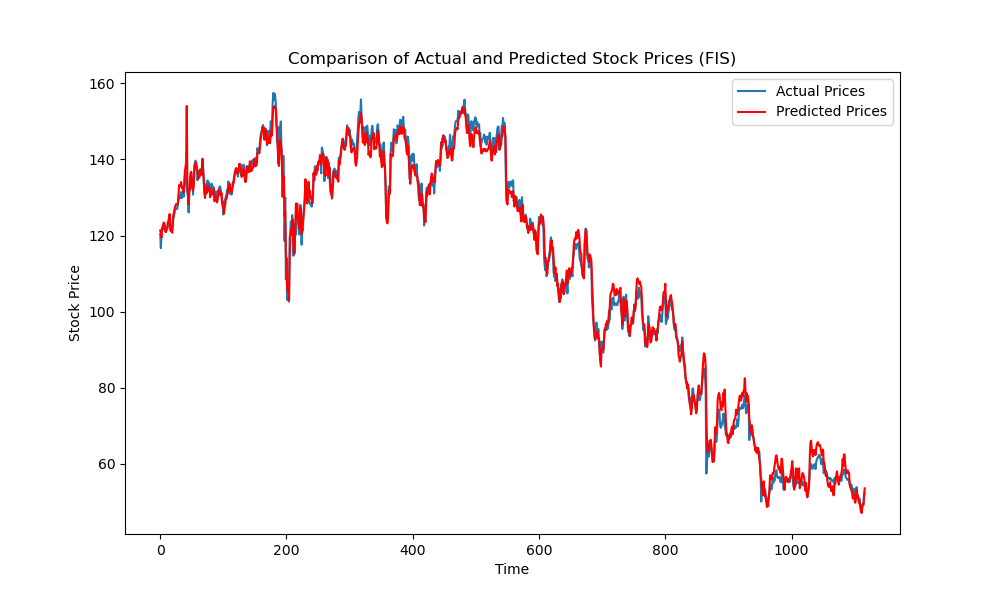 Comparison of Actual and Predicted Stock Prices (FIS)
Actual Prices
Predicted Prices
160
140
120
100
80
60
Stock Price
0 200 400 600 800 1000
Time